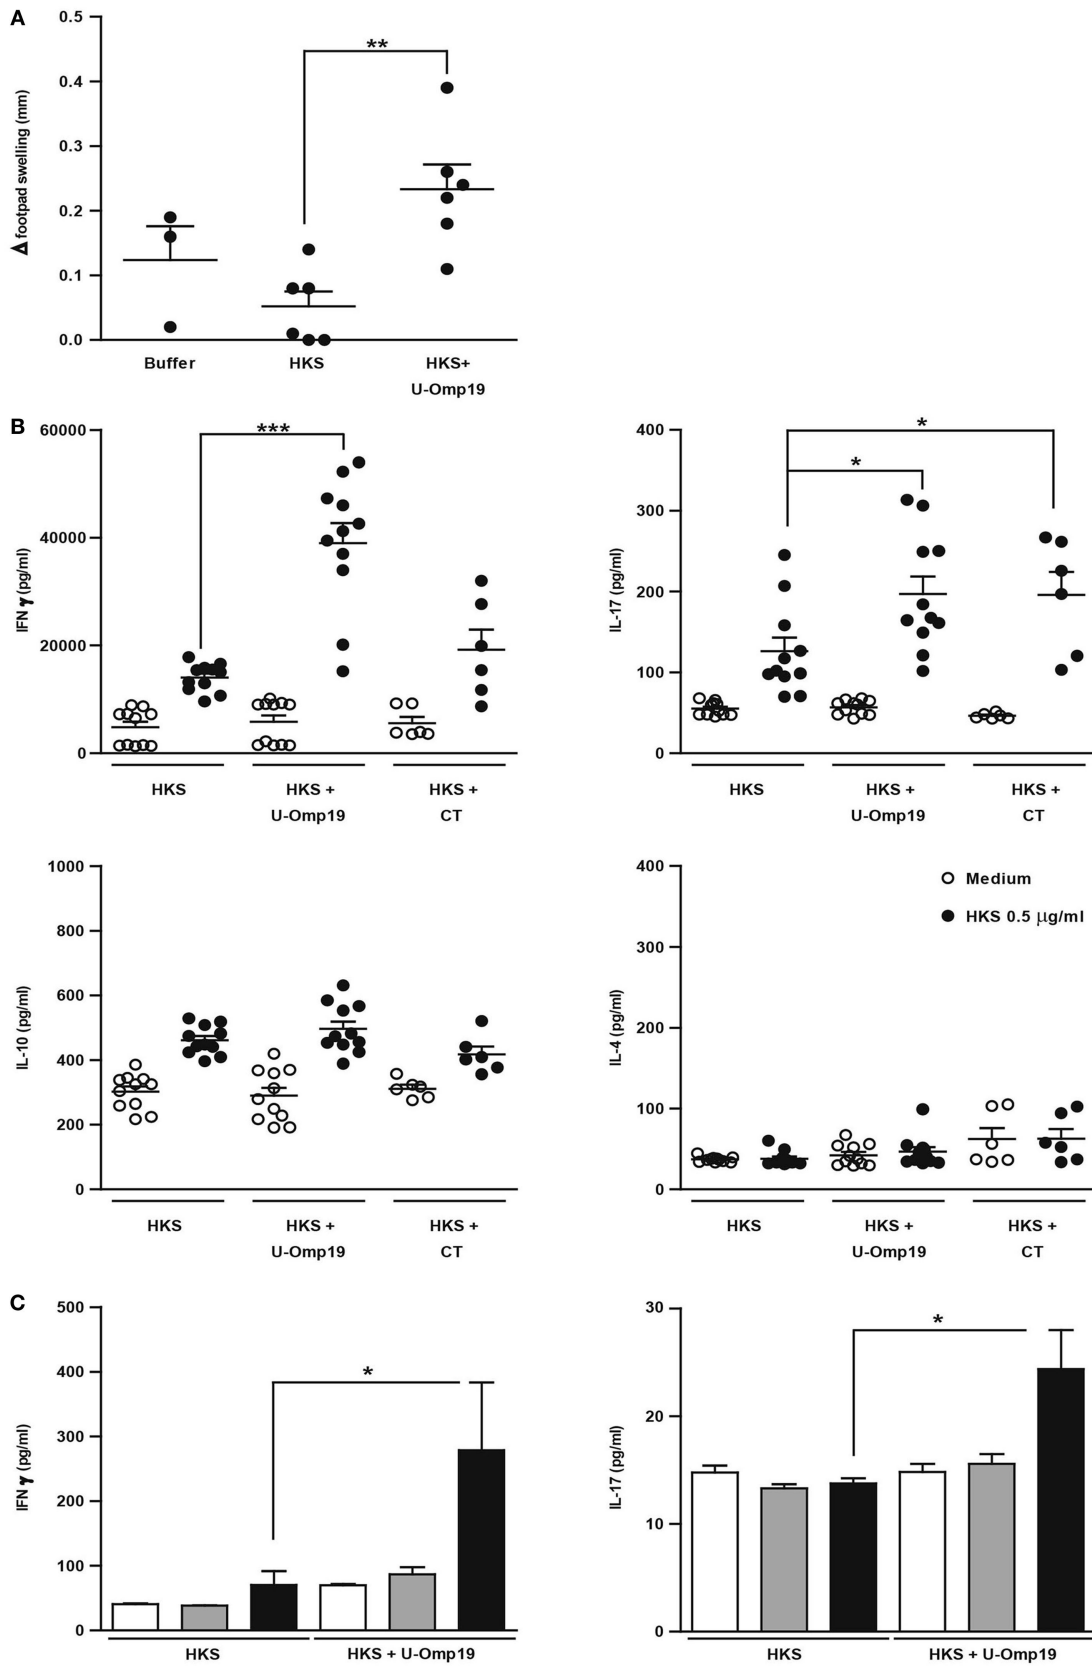 A
0.5
**
0.4
0.3
0.2
0.1
0.0
Δ footpad swelling (mm)
Buffer
HKS
HKS+
U-Omp19
B
60000
***
40000
20000
0
IFN γ (pg/ml)
HKS
HKS +
U-Omp19
HKS +
CT
400
*
*
300
200
100
0
IL-17 (pg/ml)
HKS
HKS +
U-Omp19
HKS +
CT
1000
800
600
400
200
0
IL-10 (pg/ml)
HKS
HKS +
U-Omp19
HKS +
CT
400
Medium
HKS 0.5 μg/ml
300
200
100
0
IL-4 (pg/ml)
HKS
HKS +
U-Omp19
HKS +
CT
C
500
400
*
300
200
100
0
IFN γ (pg/ml)
HKS
HKS + U-Omp19
30
*
20
10
0
IL-17 (pg/ml)
HKS
HKS + U-Omp19